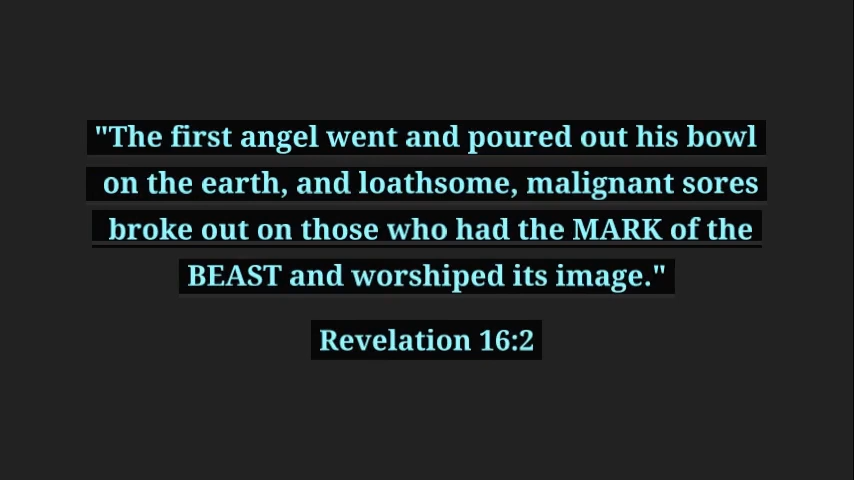 "The first angel went and poured out his bowl
on the earth, and loathsome, malignant sores
broke out on those who had the MARK of the
BEAST and worshiped its image."
Revelation 16:2